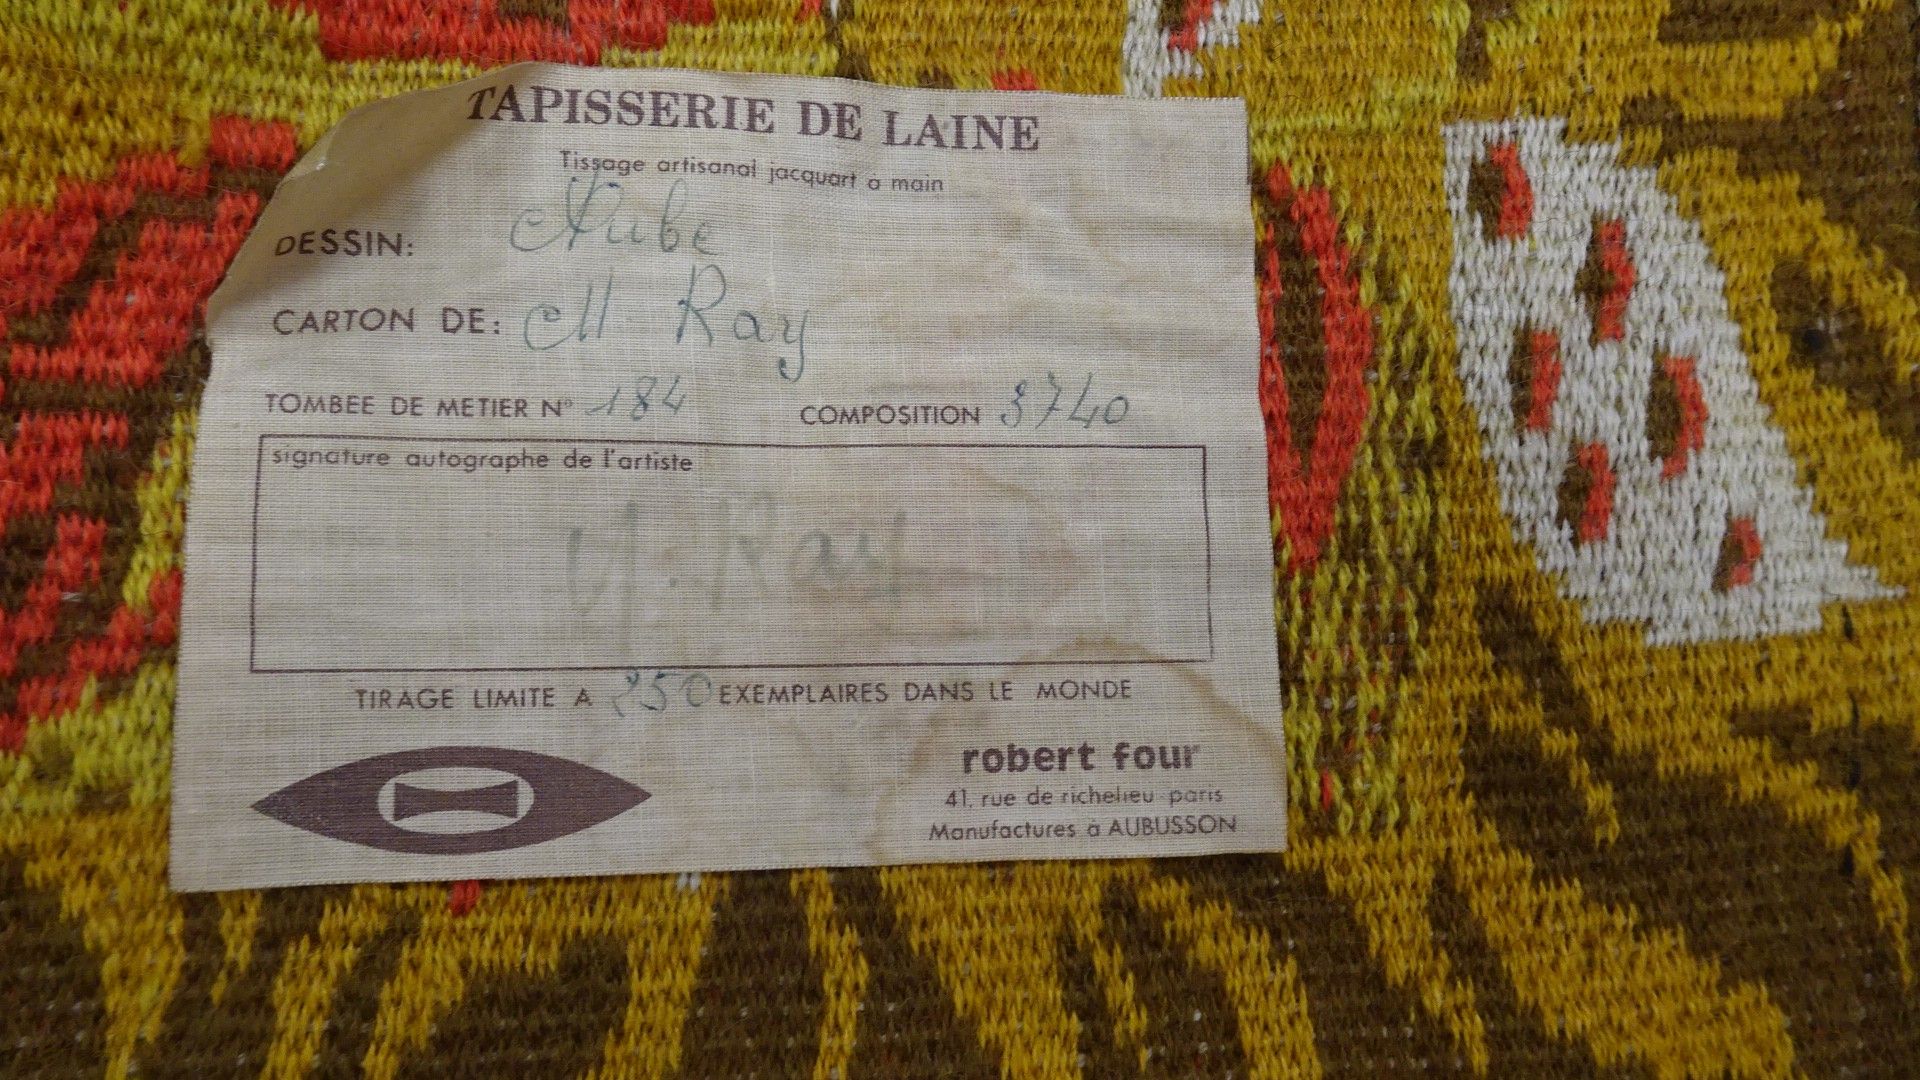 TAPISSERIE DE LAINE
Tissage artisanal jacquart a main
DESSIN: Aube
CARTON DE: M Ray
TOMBEE DE METIER N° 184 COMPOSITION 3740
signature autographe de l'artiste
M. Ray
TIRAGE LIMITE A 250 EXEMPLAIRES DANS LE MONDE
robert four
41, rue de richelieu paris
Manufactures à AUBUSSON